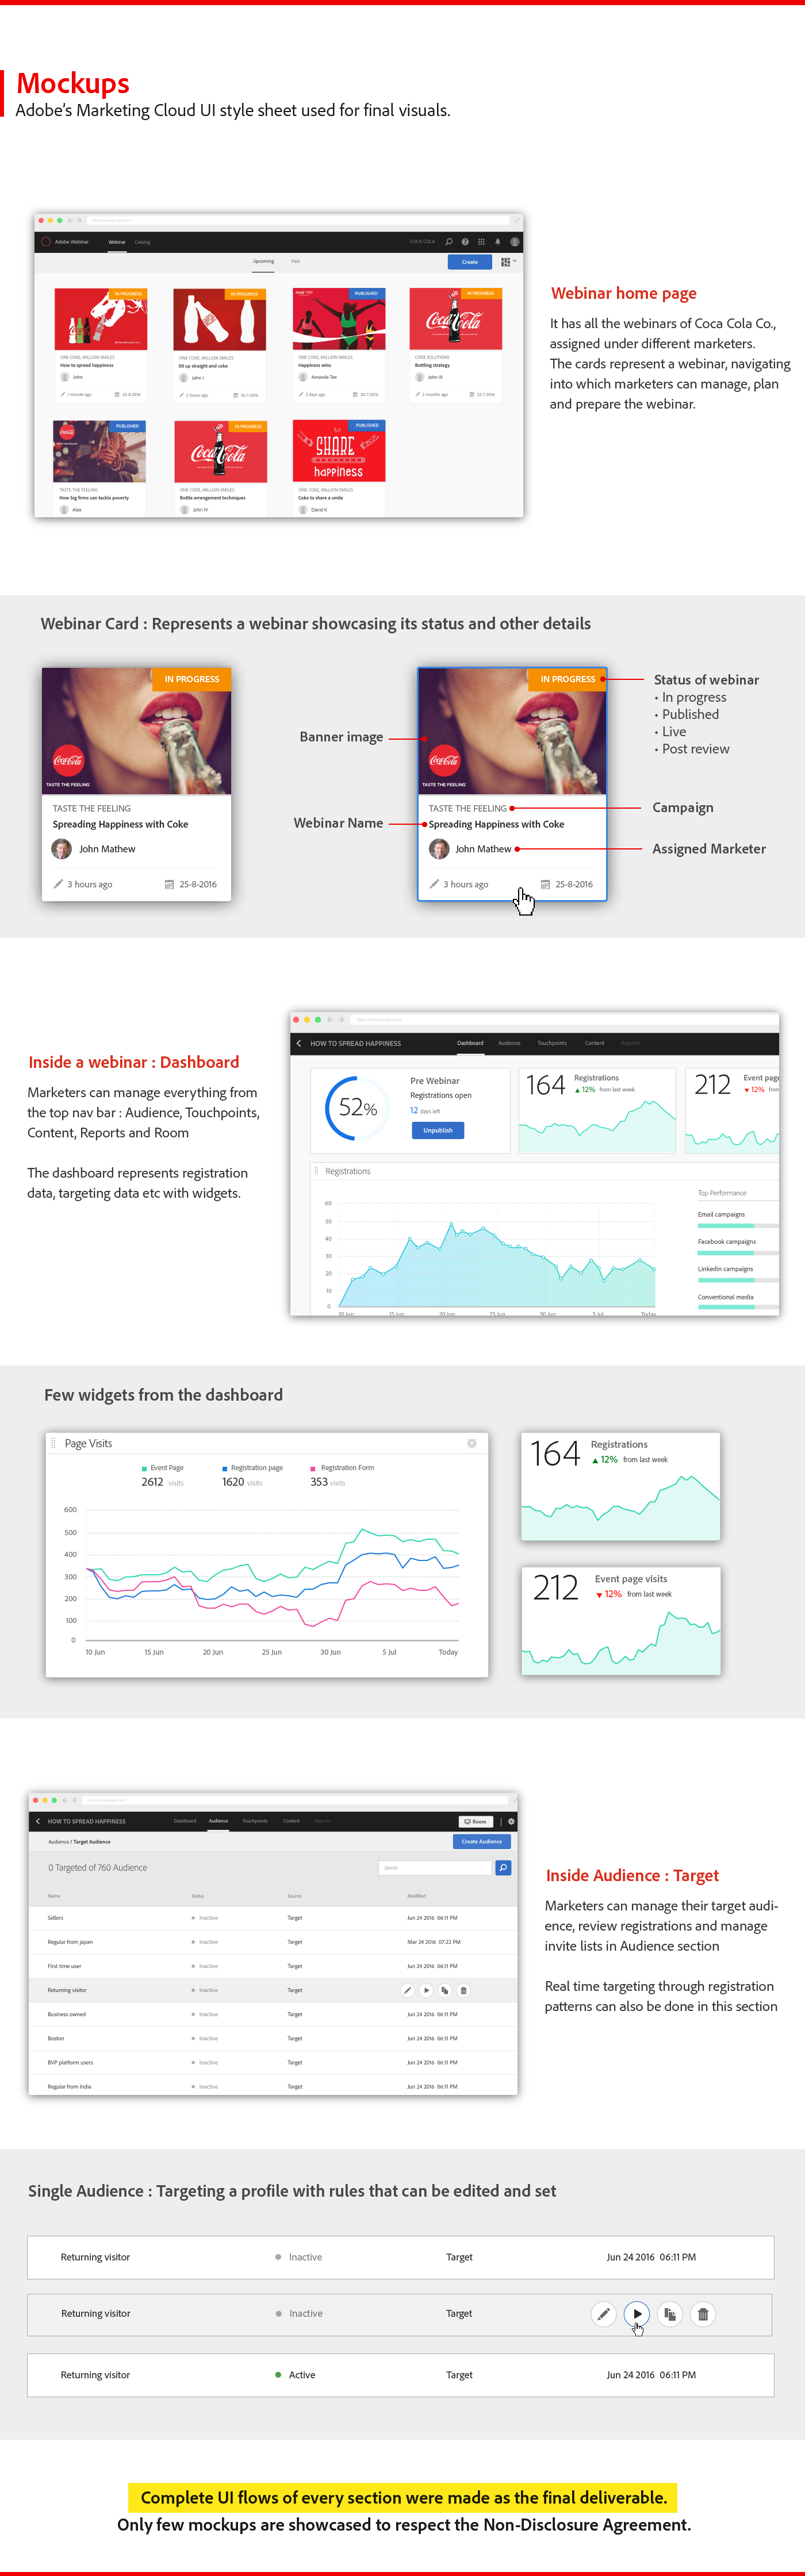 Mockups
Adobe's Marketing Cloud UI style sheet used for final visuals.
Adobe Webinar
Webinar
Catalog
COCA COLA
Upcoming
Past
Create
IN PROGRESS
IN PROGRESS
PUBLISHED
IN PROGRESS
Coca-Cola
ONE COKE, MILLION SMILES
ONE COKE, MILLION SMILES
ONE COKE, MILLION SMILES
COKE SOLUTIONS
How to spread happiness
Sit up straight and coke
Happiness wins
Bottling strategy
John
John I
Amanda Tee
John III
1 minute ago
22-8-2016
2 hours ago
16-7-2016
2 days ago
20-7-2016
2 months ago
22-7-2016
PUBLISHED
IN PROGRESS
PUBLISHED
Coca-Cola
SHARE
happiness
TASTE THE FEELING
ONE COKE, MILLION SMILES
ONE COKE, MILLION SMILES
How big firms can tackle poverty
Bottle arrangement techniques
Coke to share a smile
Alex
John IV
David K
Webinar home page
It has all the webinars of Coca Cola Co.,
assigned under different marketers.
The cards represent a webinar, navigating
into which marketers can manage, plan
and prepare the webinar.
Webinar Card : Represents a webinar showcasing its status and other details
IN PROGRESS
Coca-Cola
TASTE THE FEELING
TASTE THE FEELING
Spreading Happiness with Coke
John Mathew
3 hours ago
25-8-2016
Banner image
Webinar Name
IN PROGRESS
Coca-Cola
TASTE THE FEELING
TASTE THE FEELING
Spreading Happiness with Coke
John Mathew
3 hours ago
25-8-2016
Status of webinar
• In progress
• Published
• Live
• Post review
Campaign
Assigned Marketer
Inside a webinar : Dashboard
Marketers can manage everything from
the top nav bar : Audience, Touchpoints,
Content, Reports and Room
The dashboard represents registration
data, targeting data etc with widgets.
HOW TO SPREAD HAPPINESS
Dashboard
Audience
Touchpoints
Content
Reports
52%
Pre Webinar
Registrations open
12 days left
Unpublish
164
Registrations
▲ 12% from last week
212
Event page
▼ 12% from
Registrations
60
50
40
30
20
10
0
10 Jun
15 Jun
20 Jun
25 Jun
30 Jun
5 Jul
Today
Top Performance
Email campaigns
Facebook campaigns
Linkedin campaigns
Conventional media
Few widgets from the dashboard
Page Visits
Event Page
Registration page
Registration Form
2612 visits
1620 visits
353 visits
600
500
400
300
200
100
0
10 Jun
15 Jun
20 Jun
25 Jun
30 Jun
5 Jul
Today
164
Registrations
▲ 12% from last week
212
Event page visits
▼ 12% from last week
HOW TO SPREAD HAPPINESS
Dashboard
Audience
Touchpoints
Content
Reports
Room
Audience / Target Audience
Create Audience
0 Targeted of 760 Audience
Search
Name
Status
Source
Modified
Sellers Inactive Target Jun 24 2016 06:11 PM
Regular from japan Inactive Target Mar 24 2016 07:22 PM
First time user Inactive Target Jun 24 2016 06:11 PM
Returning visitor Inactive Target
Business owned Inactive Target Jun 24 2016 06:11 PM
Boston Inactive Target Jun 24 2016 06:11 PM
BVP platform users Inactive Target Jun 24 2016 06:11 PM
Regular from India Inactive Target Jun 24 2016 06:11 PM
Inside Audience : Target
Marketers can manage their target audi-
ence, review registrations and manage
invite lists in Audience section
Real time targeting through registration
patterns can also be done in this section
Single Audience : Targeting a profile with rules that can be edited and set
Returning visitor Inactive Target Jun 24 2016 06:11 PM
Returning visitor Inactive Target
Returning visitor Active Target Jun 24 2016 06:11 PM
Complete UI flows of every section were made as the final deliverable.
Only few mockups are showcased to respect the Non-Disclosure Agreement.